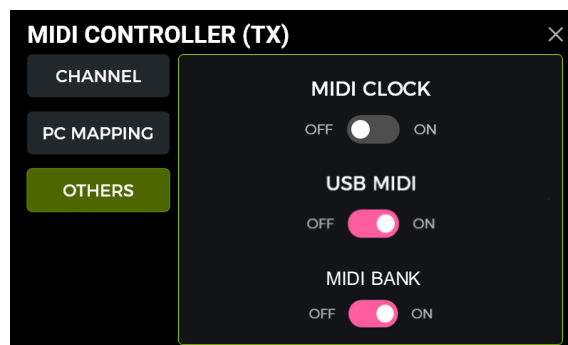 MIDI CONTROLLER (TX)
CHANNEL
PC MAPPING
OTHERS
MIDI CLOCK
OFF ON
USB MIDI
OFF ON
MIDI BANK
OFF ON